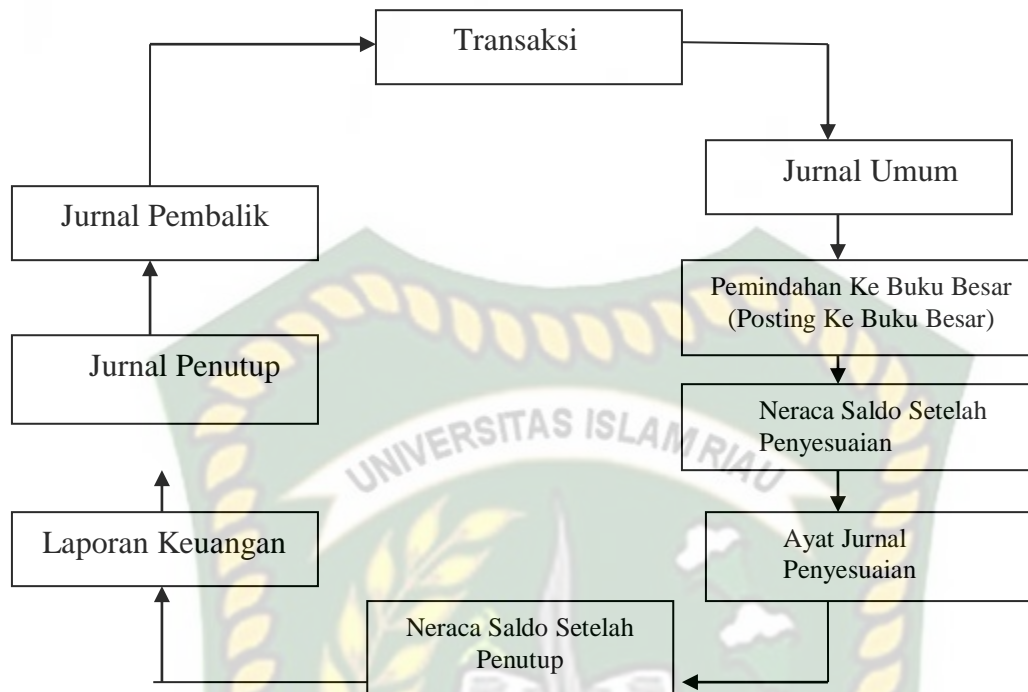 Transaksi
Jurnal Umum
Pemindahan Ke Buku Besar
(Posting Ke Buku Besar)
Neraca Saldo Setelah
Penyesuaian
Ayat Jurnal
Penyesuaian
Neraca Saldo Setelah
Penutup
Laporan Keuangan
Jurnal Penutup
Jurnal Pembalik
UNIVERSITAS ISLAM RIAU